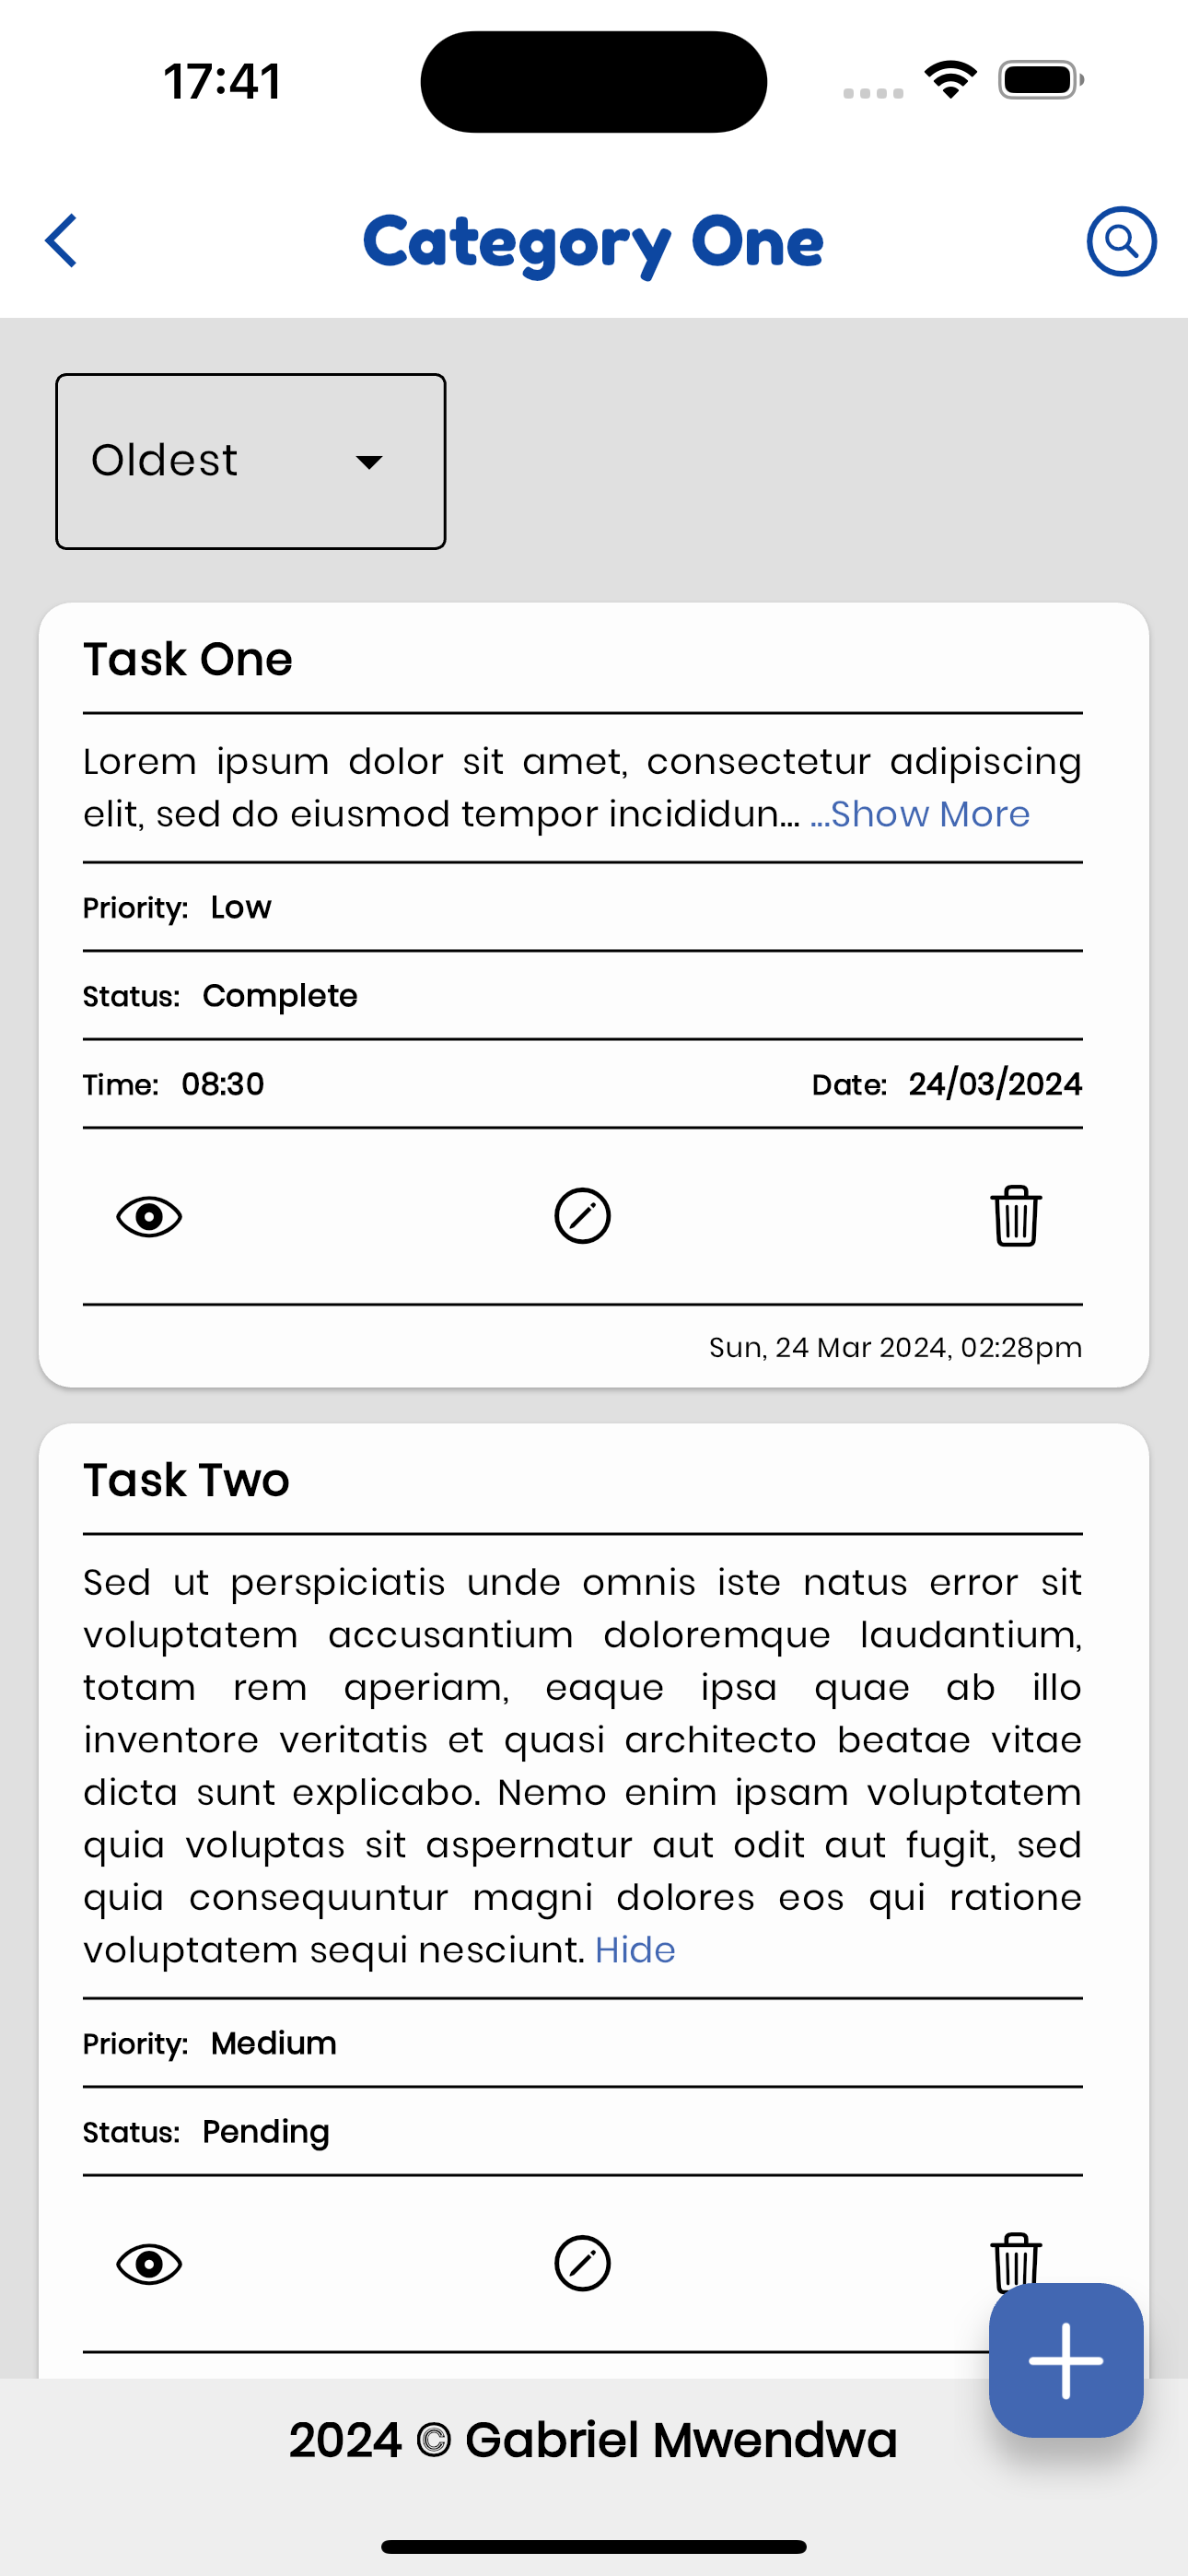 17:41
Category One
Oldest
Task One
Lorem ipsum dolor sit amet, consectetur adipiscing
elit, sed do eiusmod tempor incididun... ...Show More
Priority: Low
Status: Complete
Time: 08:30 Date: 24/03/2024
Sun, 24 Mar 2024, 02:28pm
Task Two
Sed ut perspiciatis unde omnis iste natus error sit
voluptatem accusantium doloremque laudantium,
totam rem aperiam, eaque ipsa quae ab illo
inventore veritatis et quasi architecto beatae vitae
dicta sunt explicabo. Nemo enim ipsam voluptatem
quia voluptas sit aspernatur aut odit aut fugit, sed
quia consequuntur magni dolores eos qui ratione
voluptatem sequi nesciunt. Hide
Priority: Medium
Status: Pending
2024 © Gabriel Mwendwa